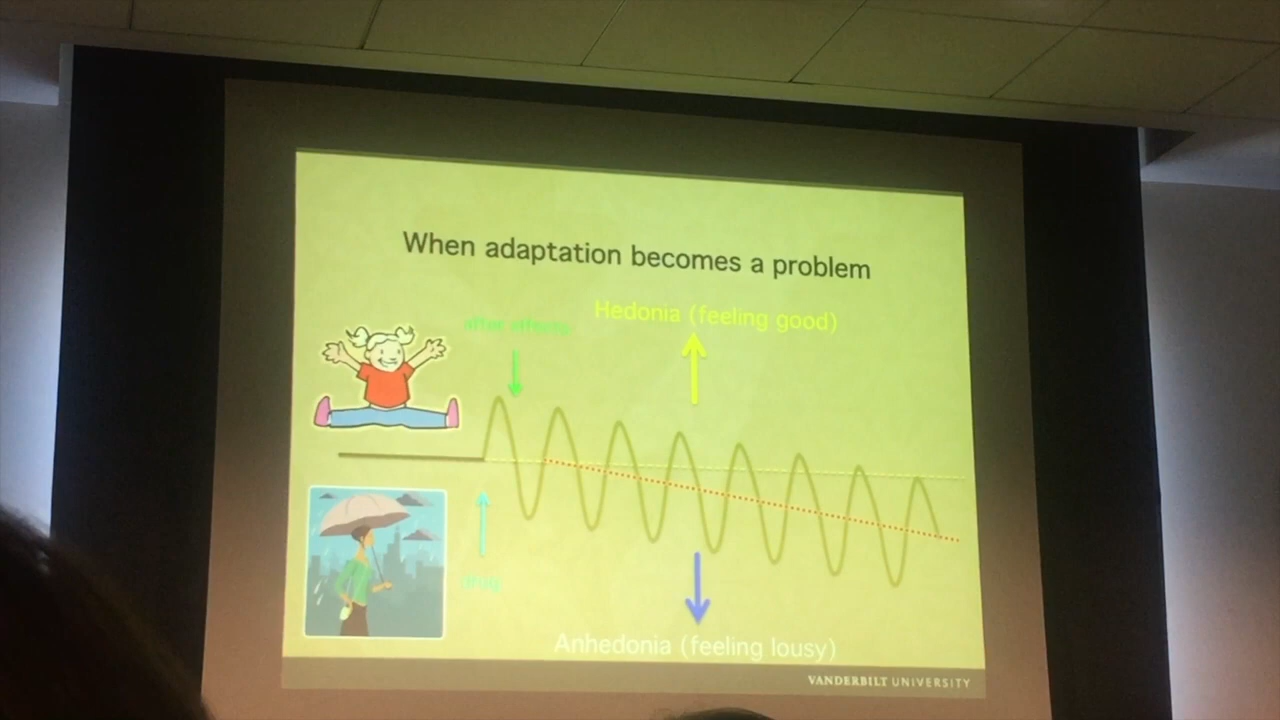 When adaptation becomes a problem
Hedonia (feeling good)
after effects
drug
Anhedonia (feeling lousy)
VANDERBILT UNIVERSITY